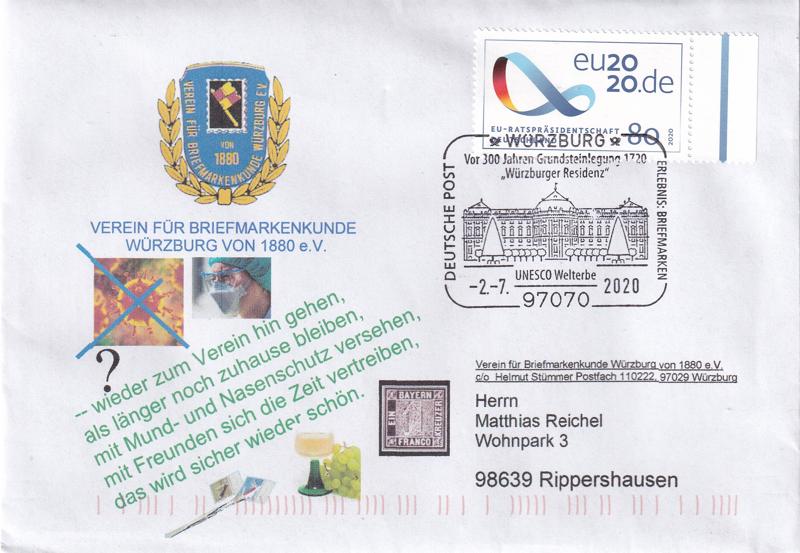 VEREIN FÜR BRIEFMARKENKUNDE WÜRZBURG E.V.
VON
1880
VEREIN FÜR BRIEFMARKENKUNDE
WÜRZBURG VON 1880 e.V.
?
-- wieder zum Verein hin gehen,
als länger noch zuhause bleiben,
mit Mund- und Nasenschutz versehen,
mit Freunden sich die Zeit vertreiben,
das wird sicher wieder schön.
eu20
20.de
EU-RATSPRÄSIDENTSCHAFT
DEUTSCHLAND
80
2020
WÜRZBURG
Vor 300 Jahren Grundsteinlegung 1720
„Würzburger Residenz"
DEUTSCHE POST
ERLEBNIS: BRIEFMARKEN
UNESCO Welterbe
-2.-7. 2020
97070
Verein für Briefmarkenkunde Würzburg von 1880 e.V.
c/o Helmut Stümmer Postfach 110222, 97029 Würzburg
BAYERN
EIN
KREUZER
FRANCO
1
Herrn
Matthias Reichel
Wohnpark 3
98639 Rippershausen